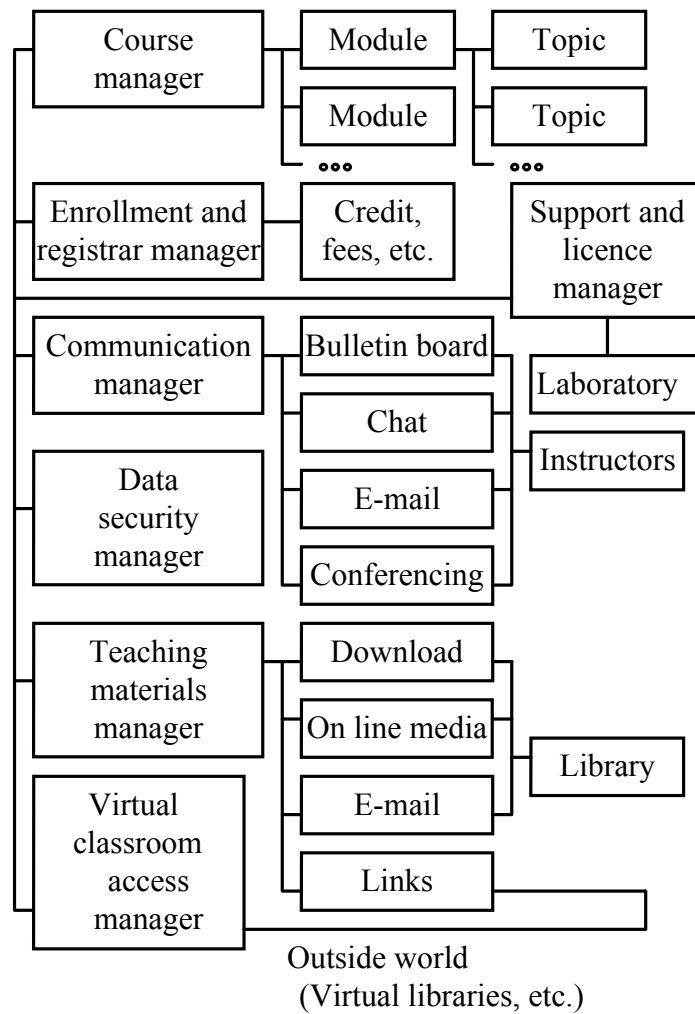 Course
manager
Module
Topic
Module
Topic
Enrollment and
registrar manager
Credit,
fees, etc.
Support and
licence
manager
Communication
manager
Bulletin board
Laboratory
Chat
Instructors
Data
security
manager
E-mail
Conferencing
Teaching
materials
manager
Download
On line media
Library
E-mail
Virtual
classroom
access
manager
Links
Outside world
(Virtual libraries, etc.)